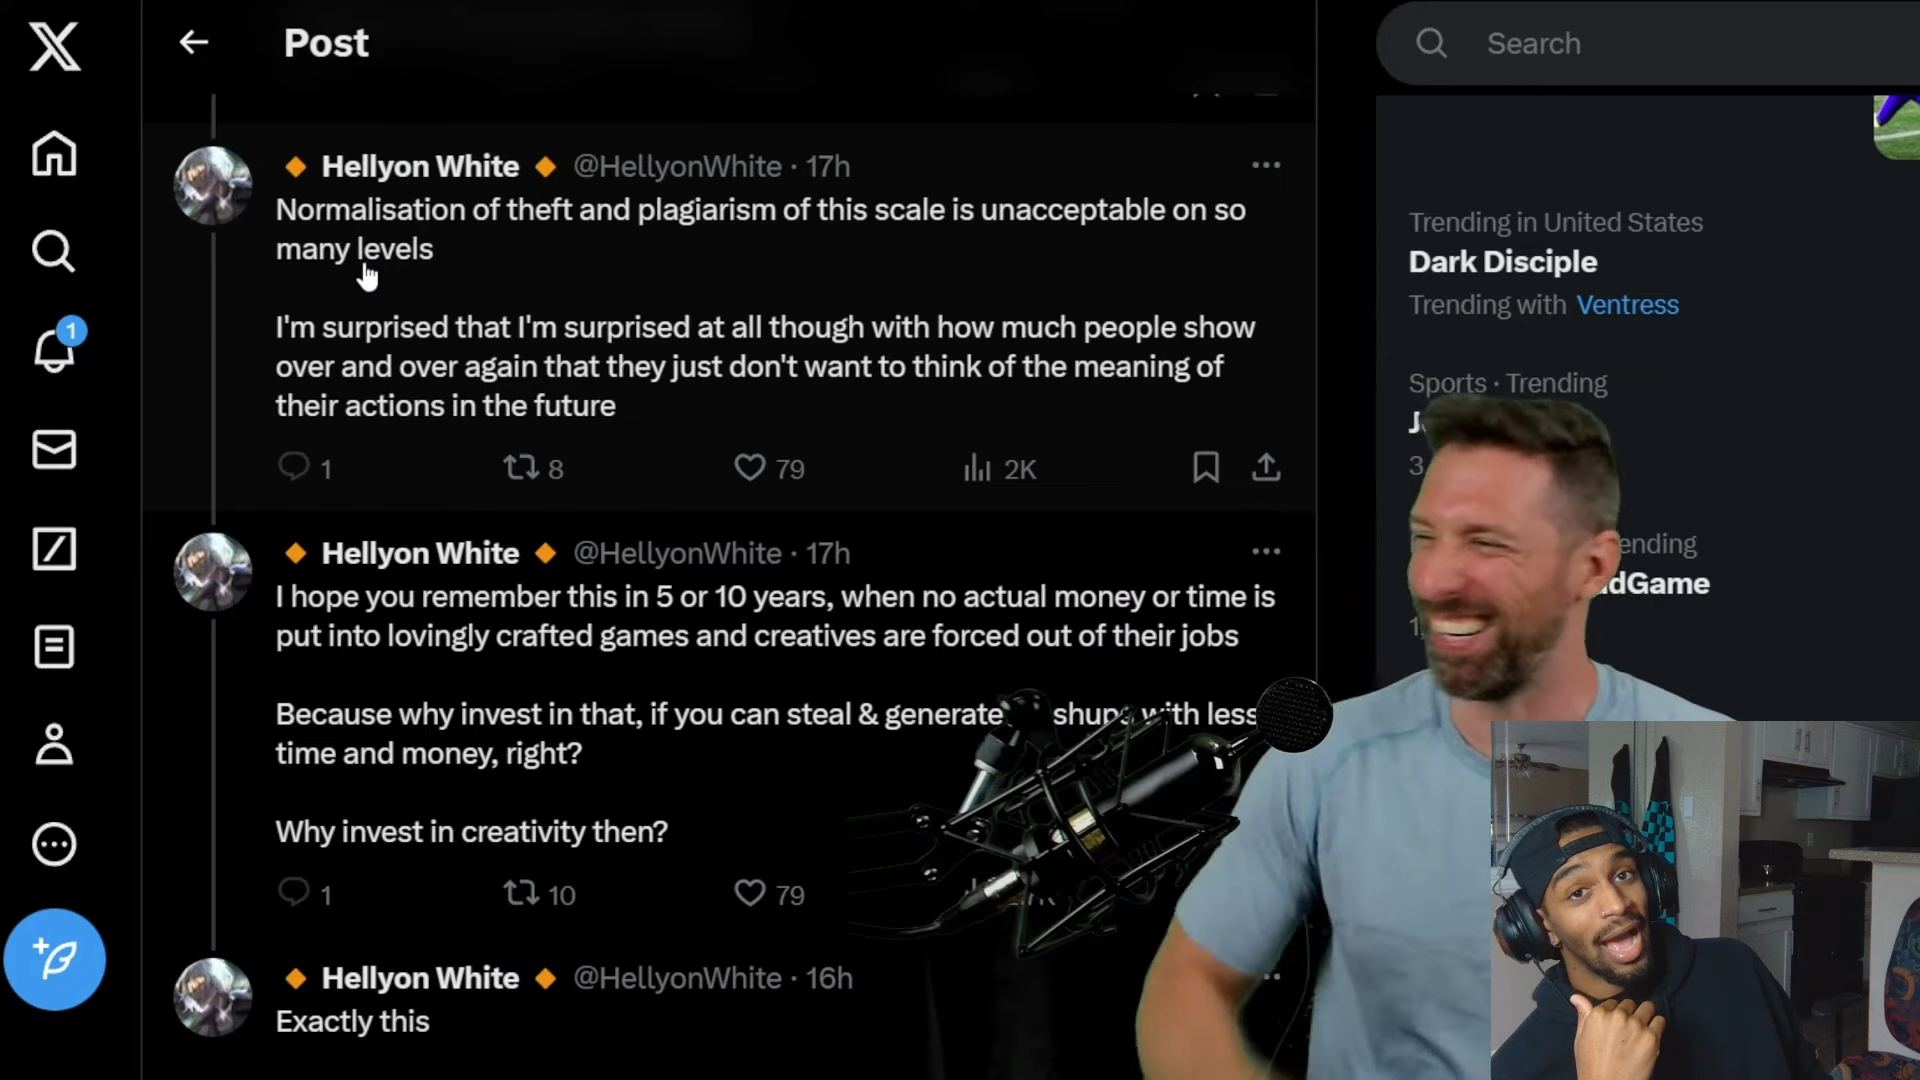 Post
Search
Hellyon White @HellyonWhite · 17h
Normalisation of theft and plagiarism of this scale is unacceptable on so
many levels
I'm surprised that I'm surprised at all though with how much people show
over and over again that they just don't want to think of the meaning of
their actions in the future
1 8 79 2K
Hellyon White @HellyonWhite · 17h
I hope you remember this in 5 or 10 years, when no actual money or time is
put into lovingly crafted games and creatives are forced out of their jobs
Because why invest in that, if you can steal & generate with less
time and money, right?
Why invest in creativity then?
1 10 79
Hellyon White @HellyonWhite · 16h
Exactly this
1
Trending in United States
Dark Disciple
Trending with Ventress
Sports · Trending
ending
dGame